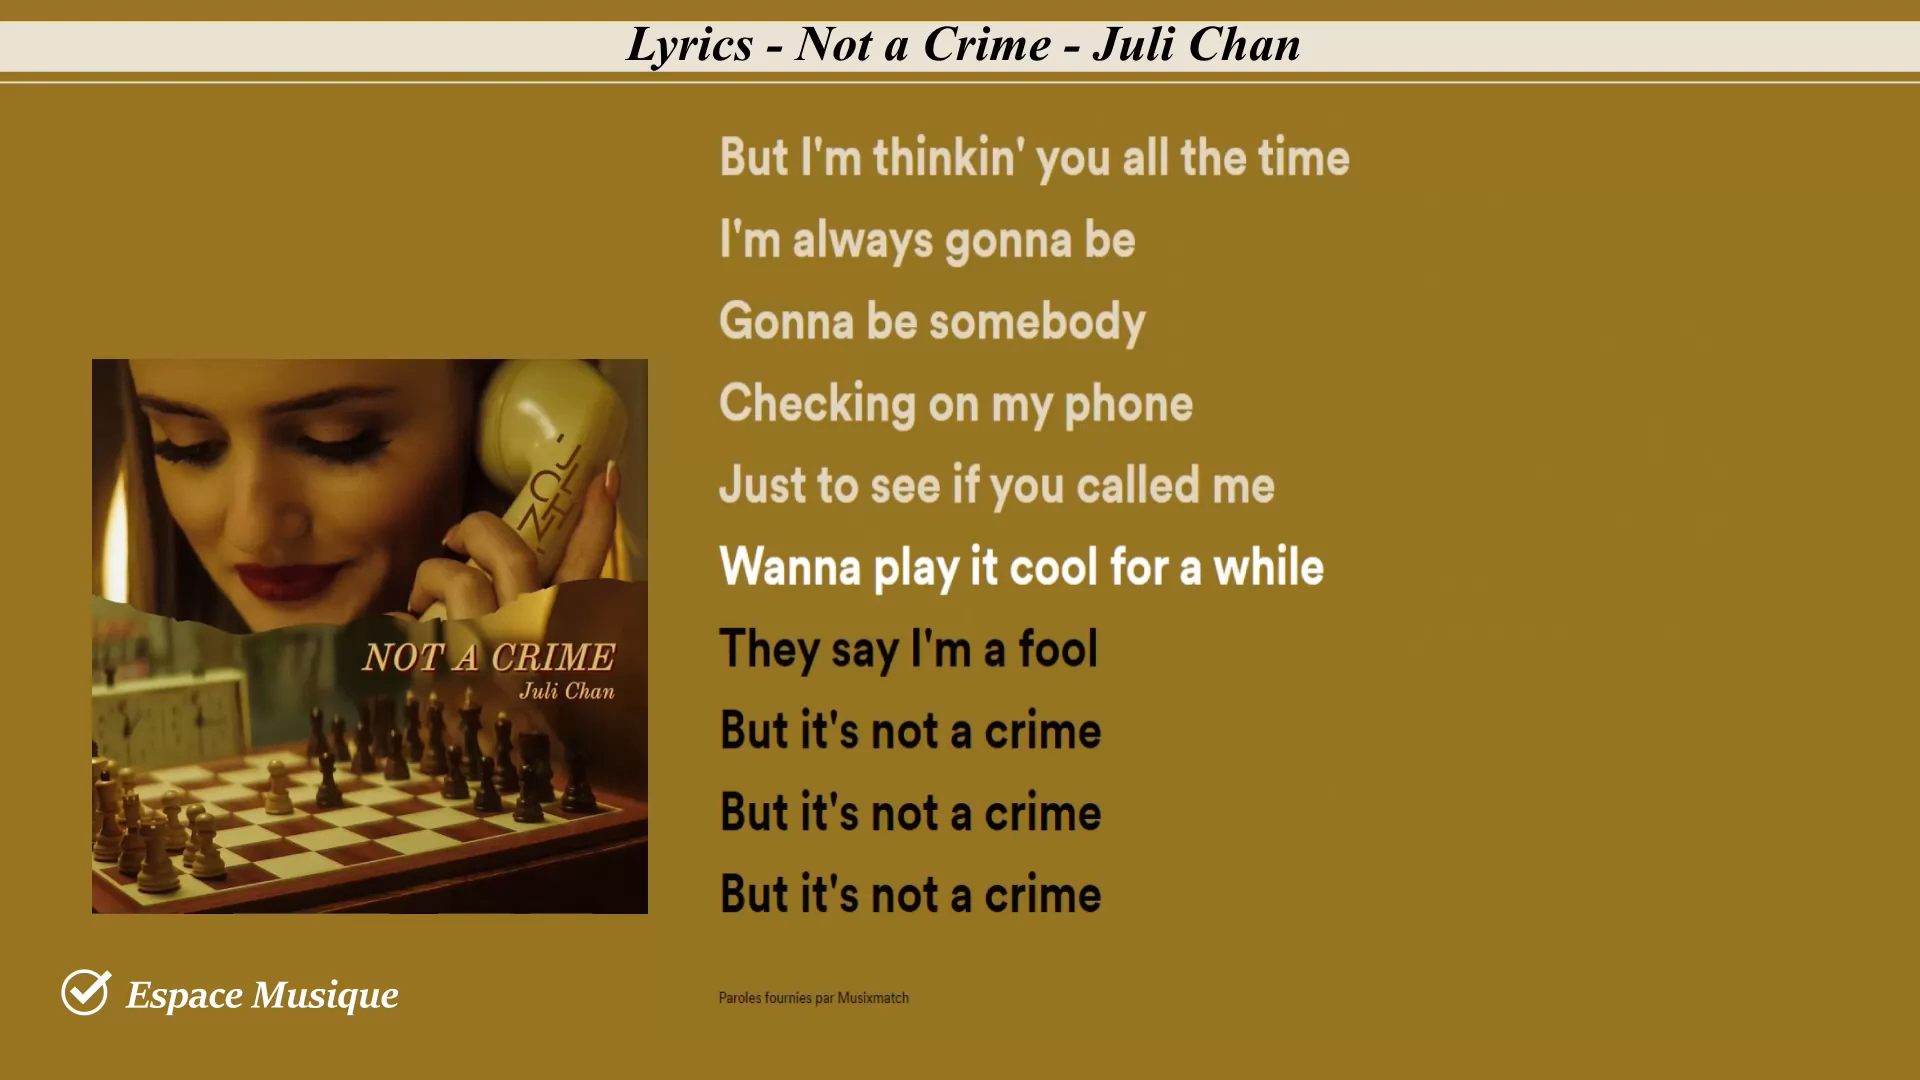 Lyrics - Not a Crime - Juli Chan
But I'm thinkin' you all the time
I'm always gonna be
Gonna be somebody
Checking on my phone
Just to see if you called me
Wanna play it cool for a while
They say I'm a fool
But it's not a crime
But it's not a crime
But it's not a crime
NOT A CRIME
Juli Chan
Espace Musique
Paroles fournies par Musixmatch